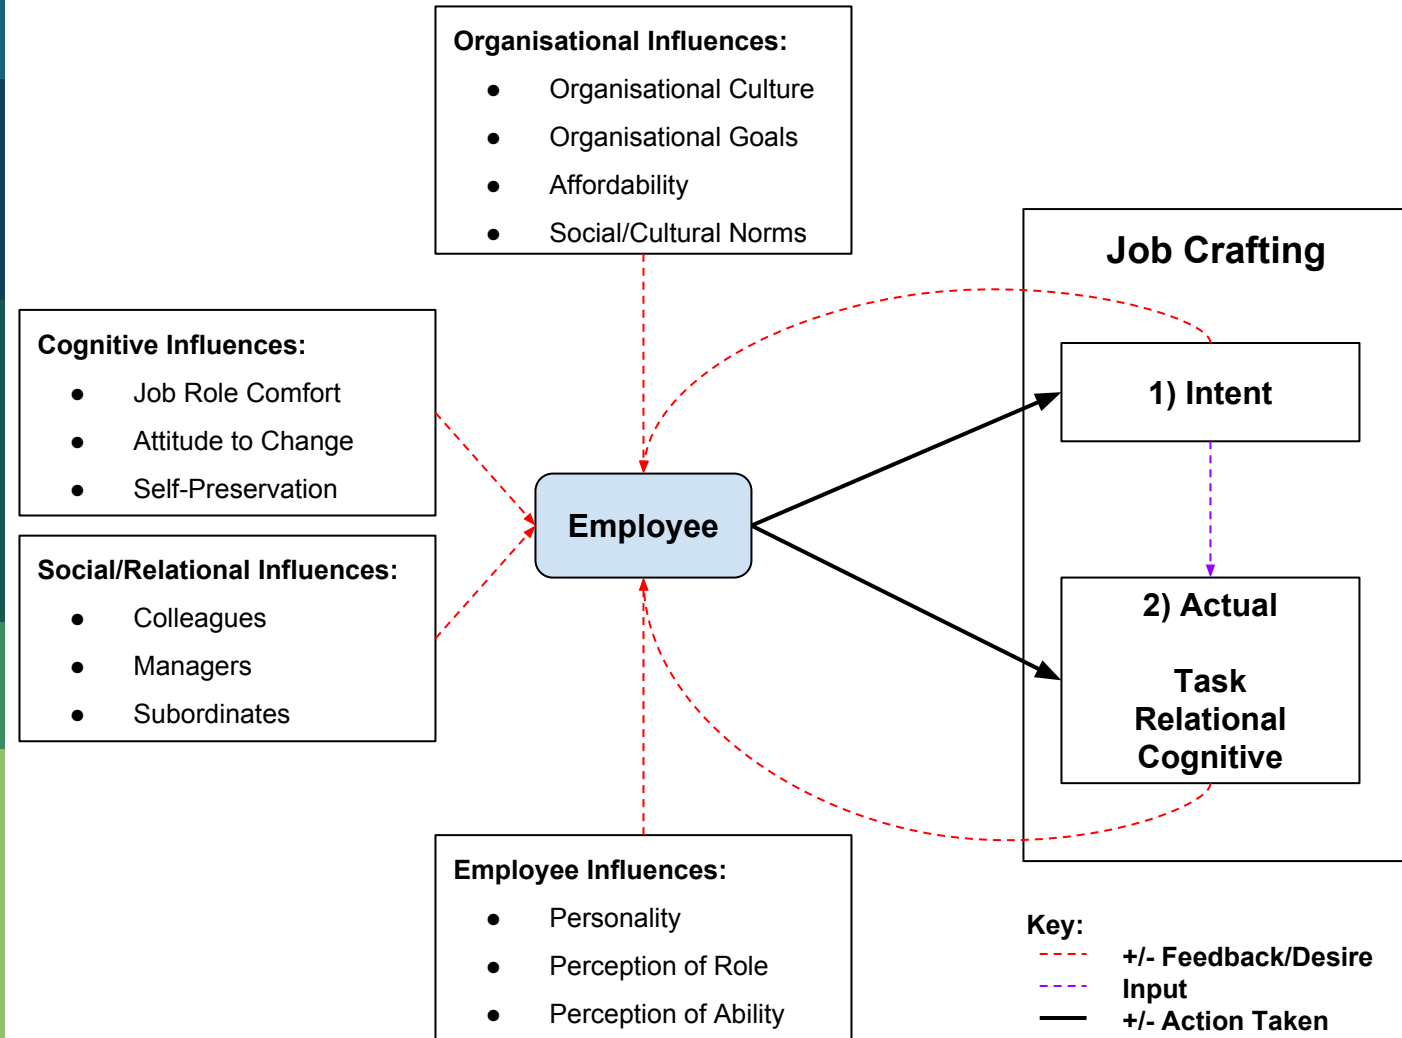 Organisational Influences:
● Organisational Culture
● Organisational Goals
● Affordability
● Social/Cultural Norms
Cognitive Influences:
● Job Role Comfort
● Attitude to Change
● Self-Preservation
Social/Relational Influences:
● Colleagues
● Managers
● Subordinates
Employee
Employee Influences:
● Personality
● Perception of Role
● Perception of Ability
Job Crafting
1) Intent
2) Actual
Task
Relational
Cognitive
Key:
+/- Feedback/Desire
Input
+/- Action Taken